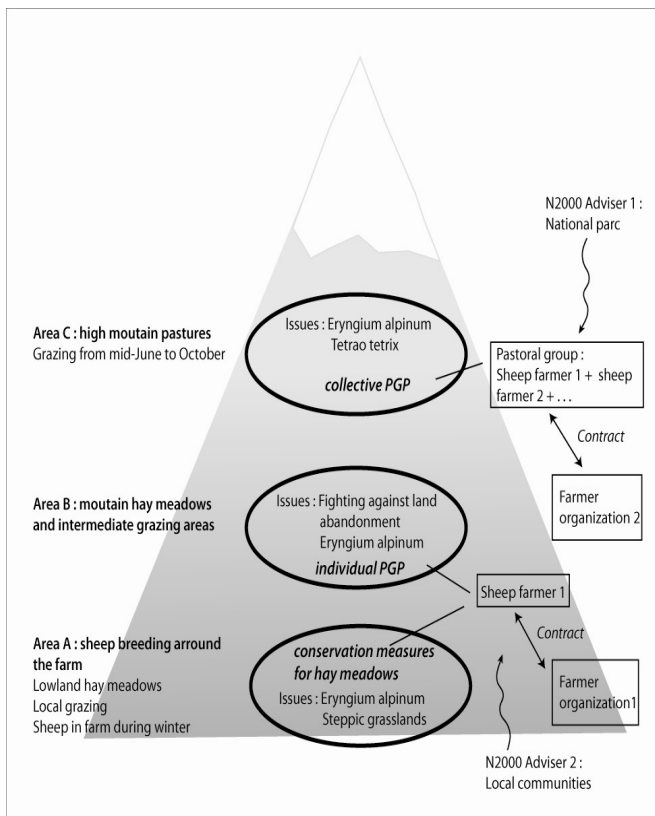 N2000 Adviser 1 :
National parc
Area C : high moutain pastures
Grazing from mid-June to October
Issues : Eryngium alpinum
Tetrao tetrix
collective PGP
Pastoral group :
Sheep farmer 1 + sheep
farmer 2 + ...
Contract
Farmer
organization 2
Area B : moutain hay meadows
and intermediate grazing areas
Issues : Fighting against land
abandonment
Eryngium alpinum
individual PGP
Sheep farmer 1
Contract
Farmer
organization1
Area A : sheep breeding arround
the farm
Lowland hay meadows
Local grazing
Sheep in farm during winter
conservation measures
for hay meadows
Issues : Eryngium alpinum
Steppic grasslands
N2000 Adviser 2 :
Local communities